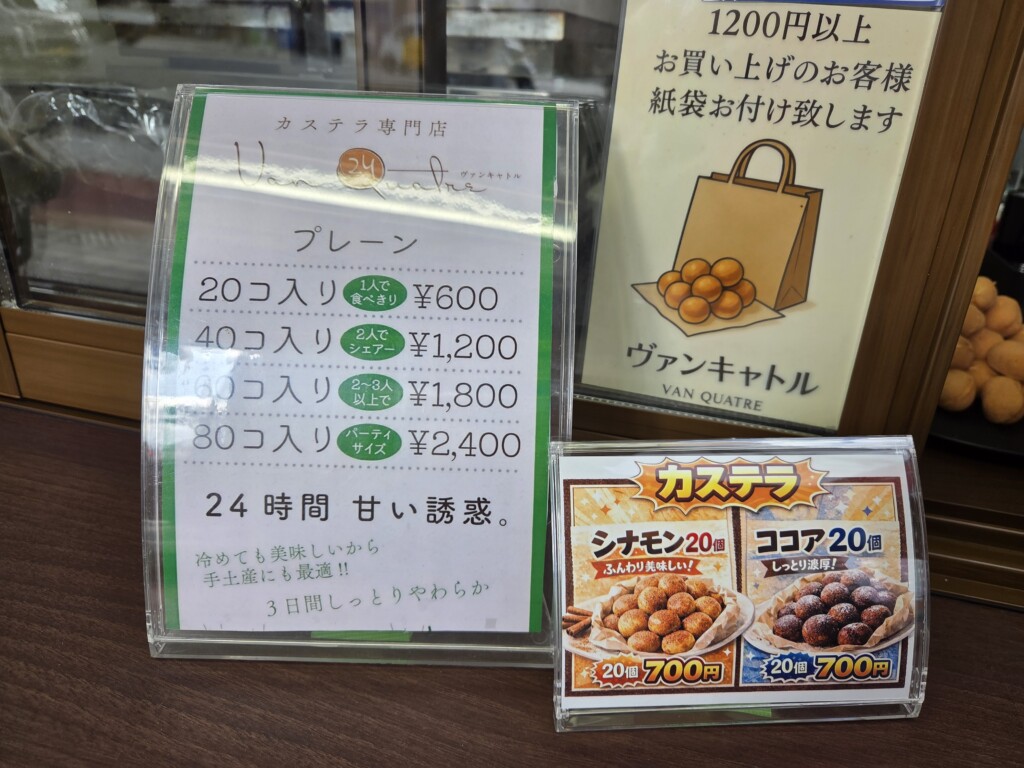 カステラ専門店
Van Quatre
24
ヴァンキャトル
プレーン
20コ入り 1人で食べきり ¥600
40コ入り 2人でシェアー ¥1,200
60コ入り 2〜3人以上で ¥1,800
80コ入り パーティサイズ ¥2,400
24時間 甘い誘惑。
冷めても美味しいから
手土産にも最適!!
3日間しっとりやわらか
1200円以上
お買い上げのお客様
紙袋お付け致します
ヴァンキャトル
VAN QUATRE
カステラ
シナモン20個
ふんわり美味しい!
20個 700円
ココア20個
しっとり濃厚!
20個 700円